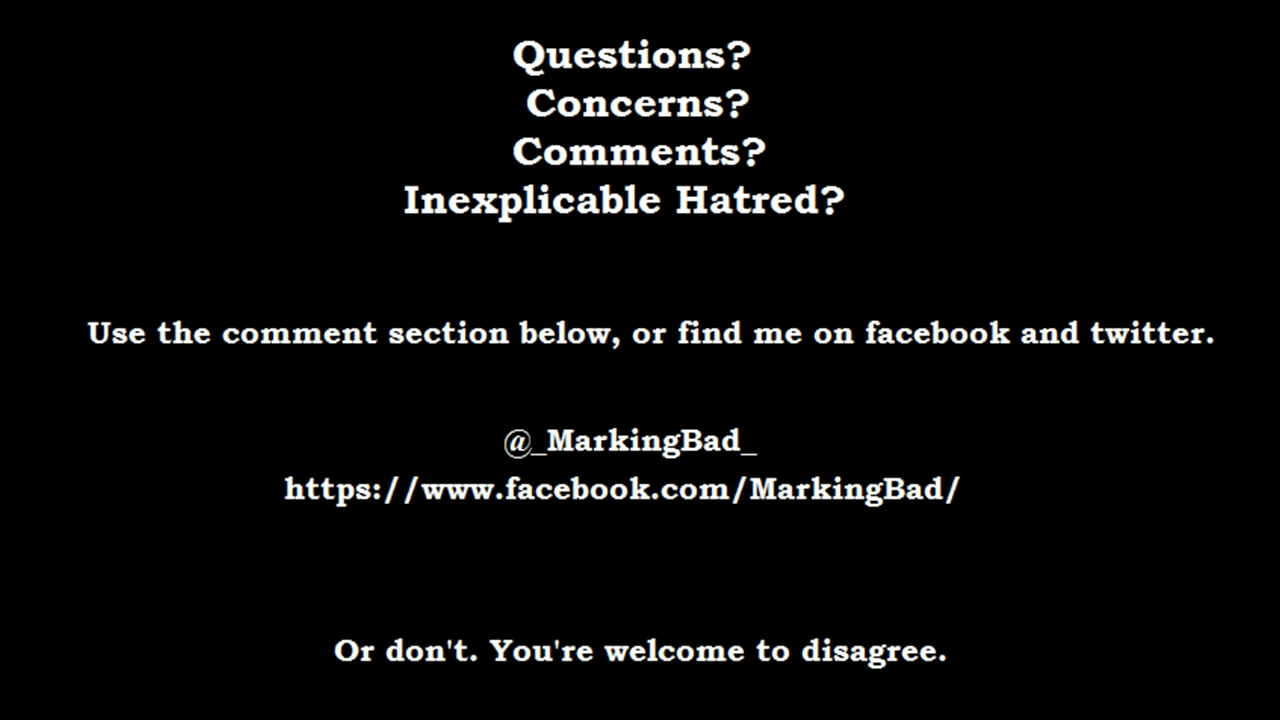 Questions?
Concerns?
Comments?
Inexplicable Hatred?
Use the comment section below, or find me on facebook and twitter.
@_MarkingBad_
https://www.facebook.com/MarkingBad/
Or don't. You're welcome to disagree.